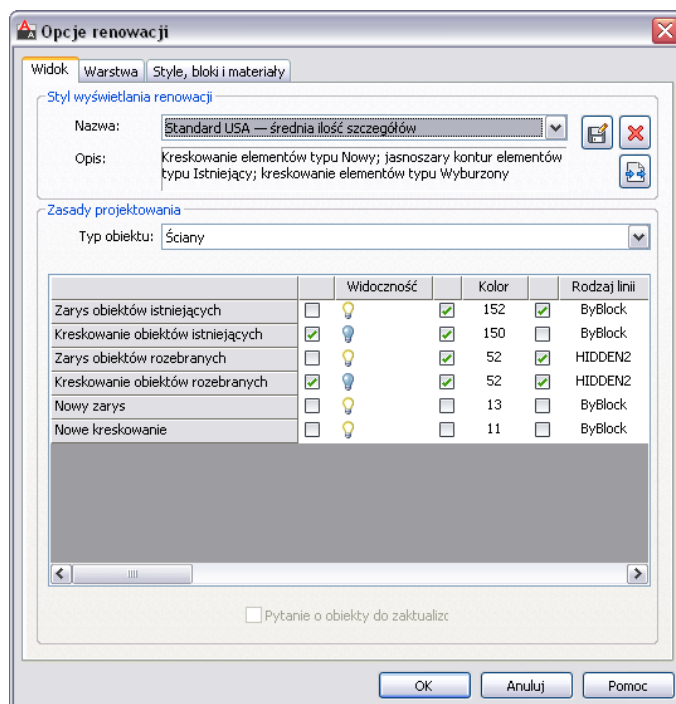 Opcje renowacji
Widok Warstwa Style, bloki i materiały
Styl wyświetlania renowacji
Nazwa: Standard USA — średnia ilość szczegółów
Opis: Kreskowanie elementów typu Nowy; jasnoszary kontur elementów
typu Istniejący; kreskowanie elementów typu Wyburzony
Zasady projektowania
Typ obiektu: Ściany
Widoczność Kolor Rodzaj linii
Zarys obiektów istniejących 152 ByBlock
Kreskowanie obiektów istniejących 150 ByBlock
Zarys obiektów rozebranych 52 HIDDEN2
Kreskowanie obiektów rozebranych 52 HIDDEN2
Nowy zarys 13 ByBlock
Nowe kreskowanie 11 ByBlock
Pytanie o obiekty do zaktualizc
OK Anuluj Pomoc